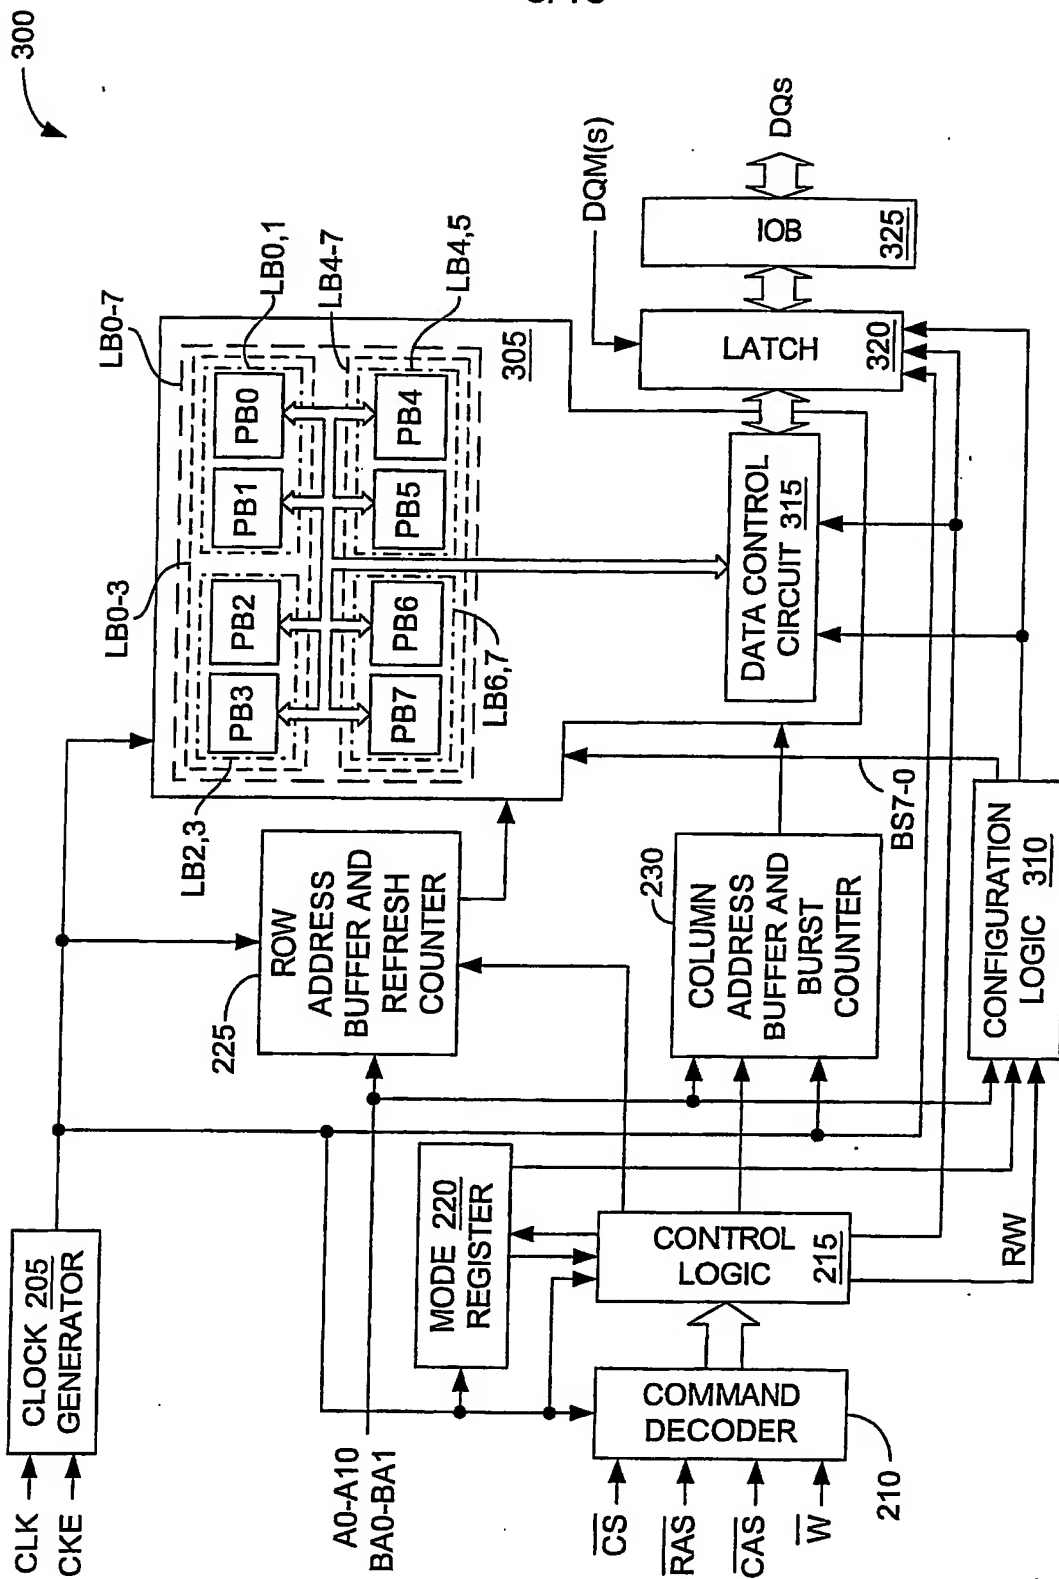 300
CLK
CKE
CLOCK 205
GENERATOR
A0-A10
BA0-BA1
CS
RAS
CAS
W
COMMAND
DECODER
210
MODE 220
REGISTER
CONTROL
LOGIC
215
R/W
225
ROW
ADDRESS
BUFFER AND
REFRESH
COUNTER
230
COLUMN
ADDRESS
BUFFER AND
BURST
COUNTER
CONFIGURATION
LOGIC 310
BS7-0
LB2,3
LB0-3
LB0-7
LB0,1
LB4-7
LB4,5
LB6,7
PB3
PB2
PB1
PB0
PB7
PB6
PB5
PB4
305
DATA CONTROL
CIRCUIT 315
DQM(s)
LATCH
320
IOB
325
DQs